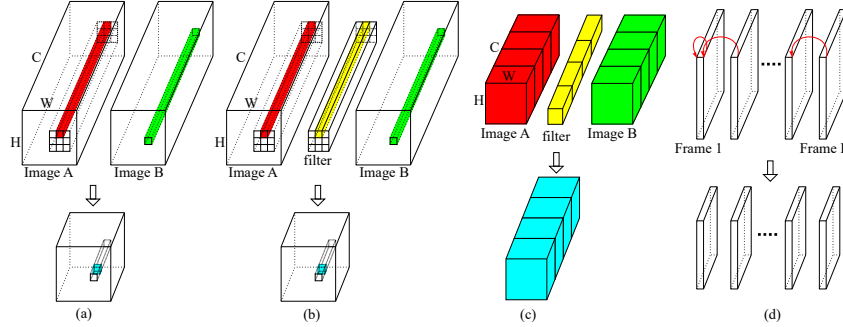 C
W
H
Image A
Image B
(a)
C
W
H
Image A
filter
Image B
(b)
C
W
H
Image A
filter
Image B
(c)
Frame 1
Frame
(d)